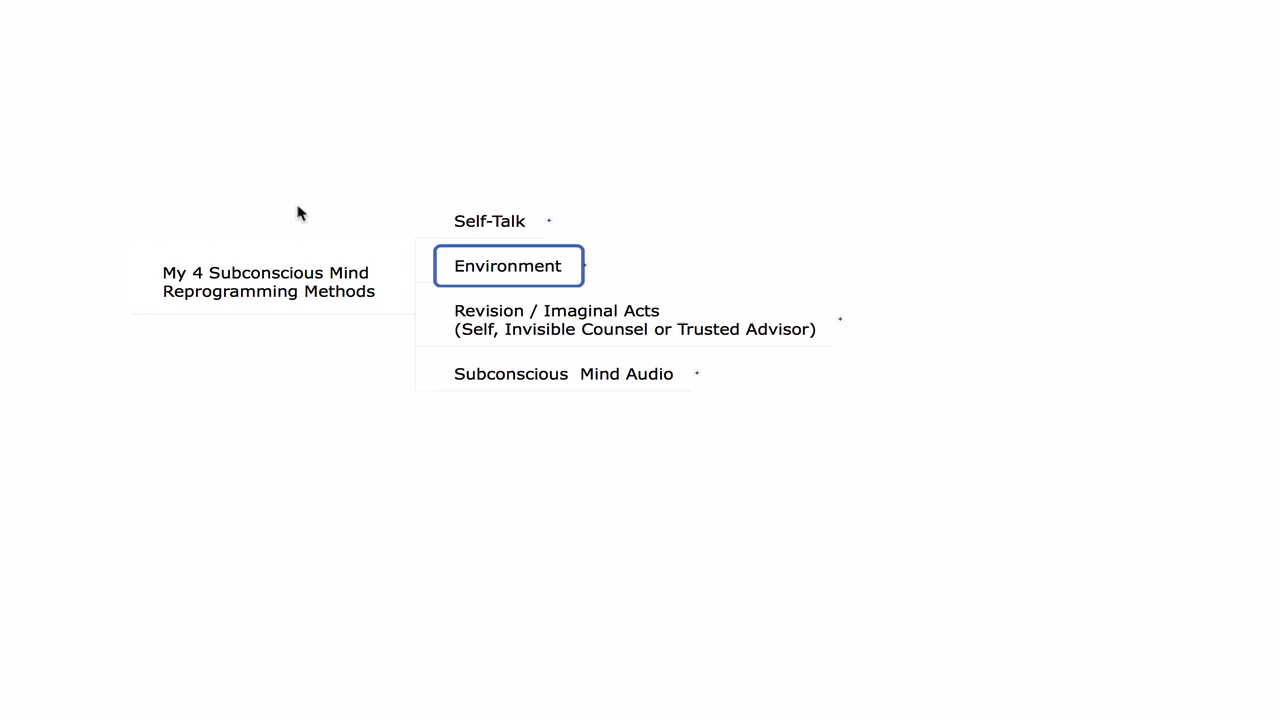 Self-Talk
My 4 Subconscious Mind
Reprogramming Methods
Environment
Revision / Imaginal Acts
(Self, Invisible Counsel or Trusted Advisor)
Subconscious  Mind Audio